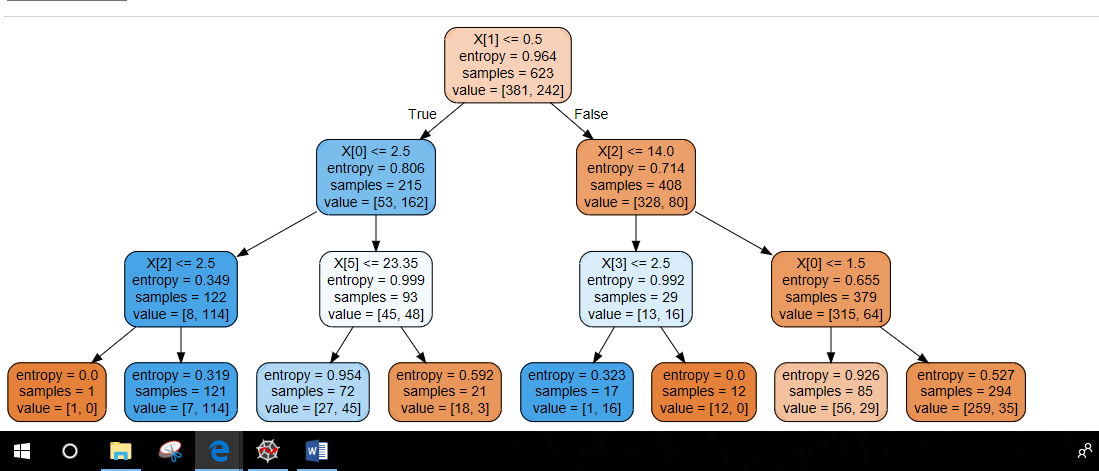 X[1] <= 0.5
entropy = 0.964
samples = 623
value = [381, 242]
True
False
X[0] <= 2.5
entropy = 0.806
samples = 215
value = [53, 162]
X[2] <= 14.0
entropy = 0.714
samples = 408
value = [328, 80]
X[2] <= 2.5
entropy = 0.349
samples = 122
value = [8, 114]
X[5] <= 23.35
entropy = 0.999
samples = 93
value = [45, 48]
X[3] <= 2.5
entropy = 0.992
samples = 29
value = [13, 16]
X[0] <= 1.5
entropy = 0.655
samples = 379
value = [315, 64]
entropy = 0.0
samples = 1
value = [1, 0]
entropy = 0.319
samples = 121
value = [7, 114]
entropy = 0.954
samples = 72
value = [27, 45]
entropy = 0.592
samples = 21
value = [18, 3]
entropy = 0.323
samples = 17
value = [1, 16]
entropy = 0.0
samples = 12
value = [12, 0]
entropy = 0.926
samples = 85
value = [56, 29]
entropy = 0.527
samples = 294
value = [259, 35]